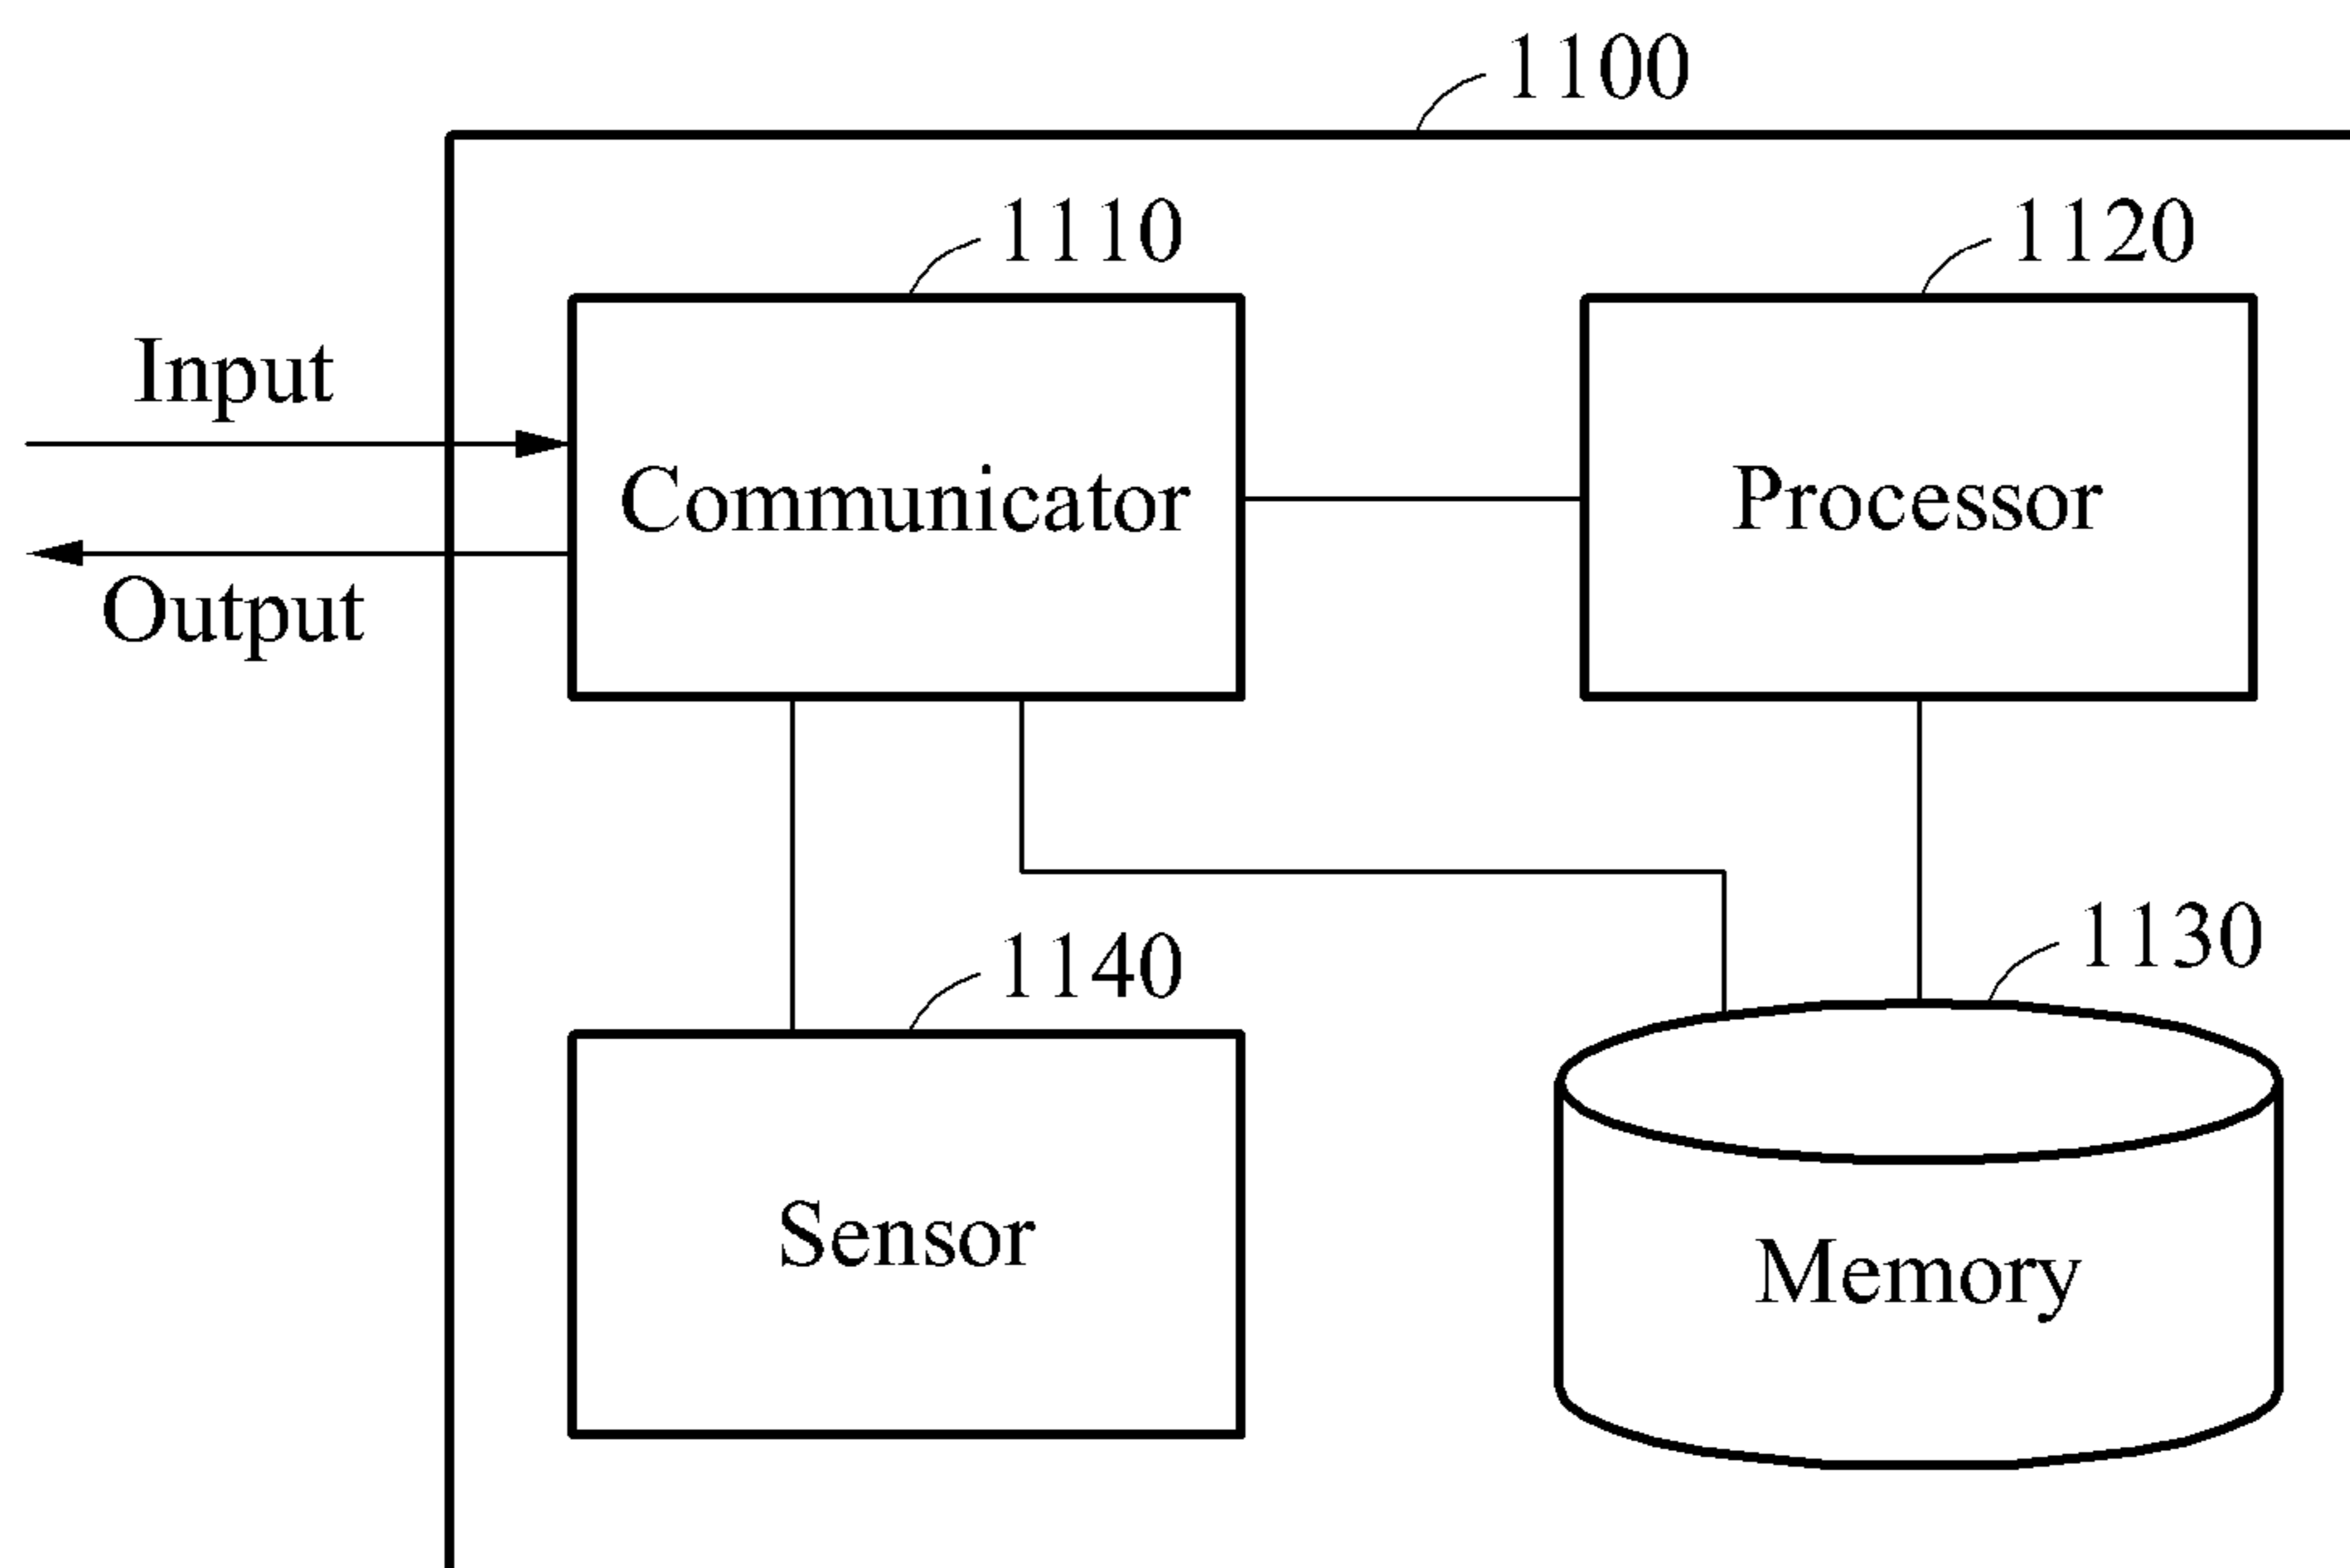 1100
1110
1120
Input
Communicator
Processor
Output
1140
1130
Sensor
Memory